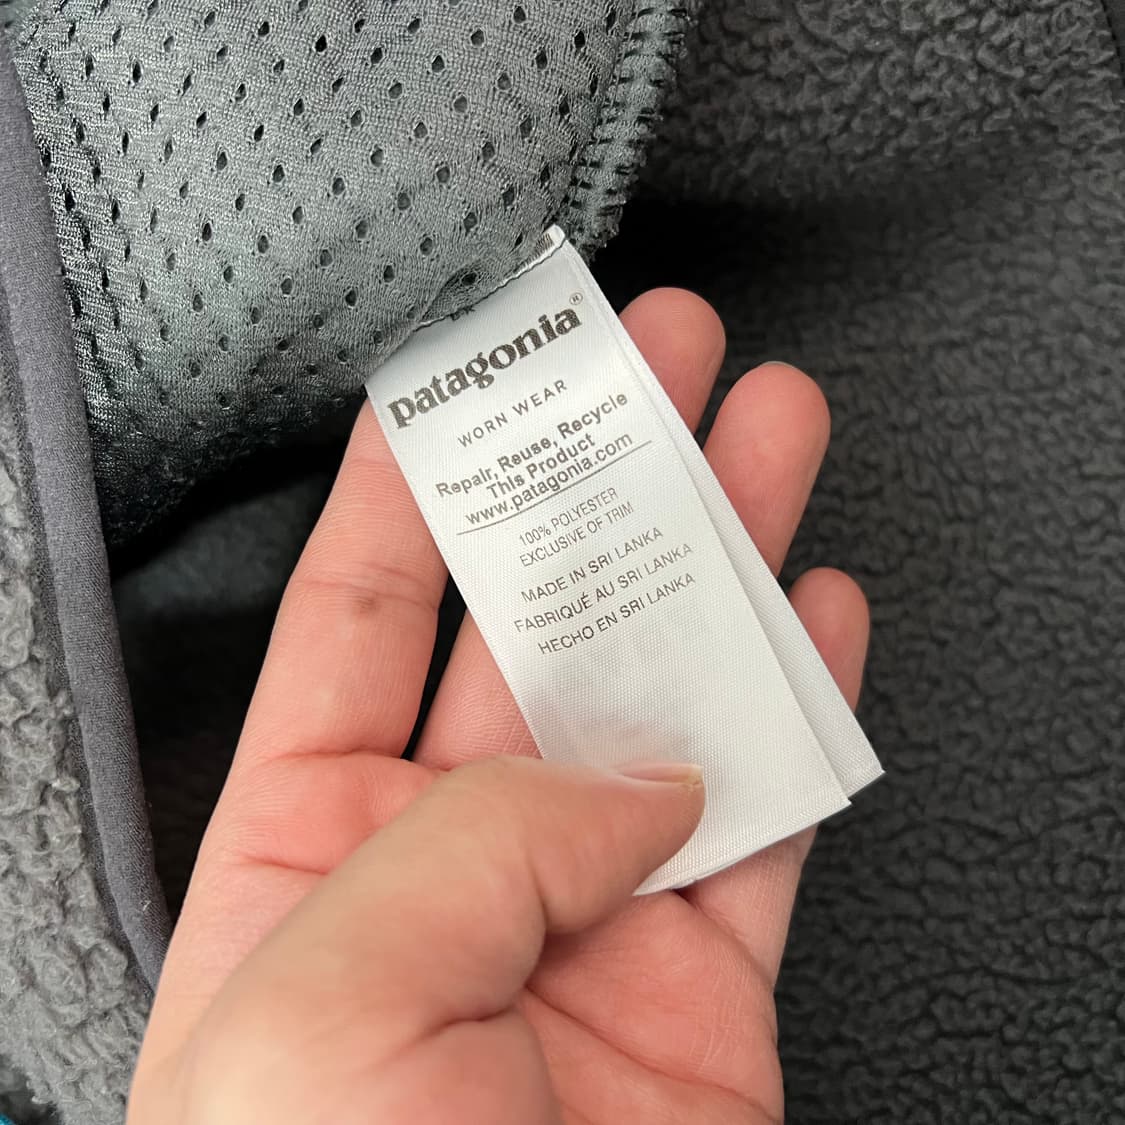 patagonia®
WORN WEAR
Repair, Reuse, Recycle
This Product
www.patagonia.com
100% POLYESTER
EXCLUSIVE OF TRIM
MADE IN SRI LANKA
FABRIQUÉ AU SRI LANKA
HECHO EN SRI LANKA